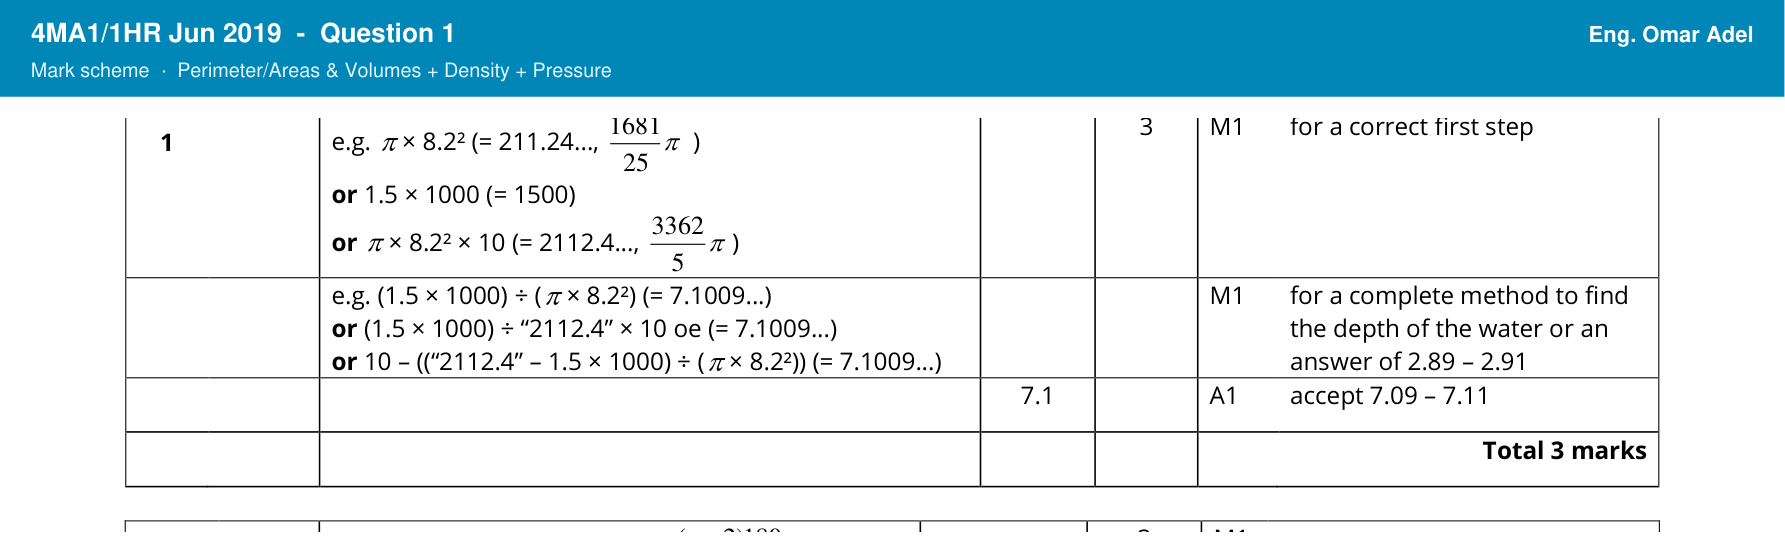 4MA1/1HR Jun 2019 - Question 1
Eng. Omar Adel
Mark scheme · Perimeter/Areas & Volumes + Density + Pressure
1 e.g. π × 8.2² (= 211.24..., 1681/25 π ) 3 M1 for a correct first step
or 1.5 × 1000 (= 1500)
or π × 8.2² × 10 (= 2112.4..., 3362/5 π )
e.g. (1.5 × 1000) ÷ ( π × 8.2²) (= 7.1009...) M1 for a complete method to find
or (1.5 × 1000) ÷ “2112.4” × 10 oe (= 7.1009...) the depth of the water or an
or 10 – ((“2112.4” – 1.5 × 1000) ÷ ( π × 8.2²)) (= 7.1009...) answer of 2.89 – 2.91
7.1 A1 accept 7.09 – 7.11
Total 3 marks